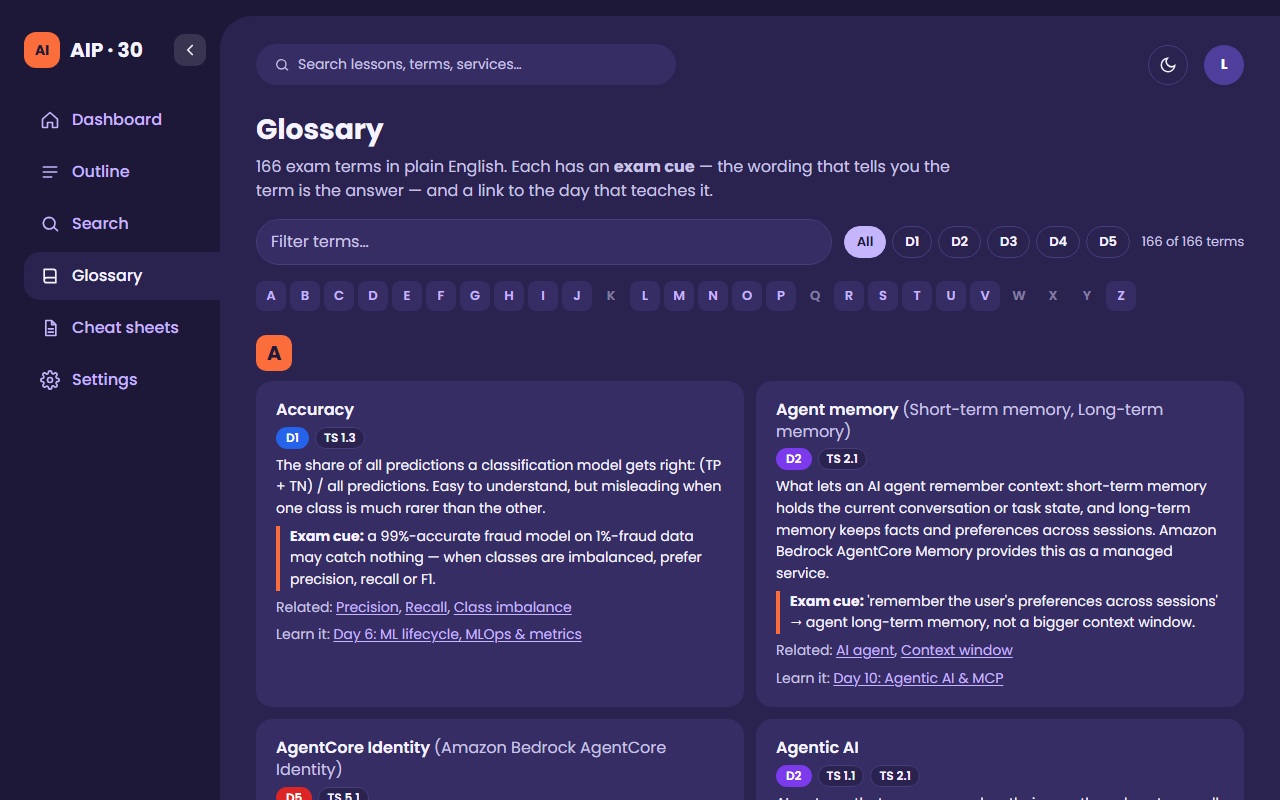 AI
AIP · 30
Dashboard
Outline
Search
Glossary
Cheat sheets
Settings
Search lessons, terms, services...
L
Glossary
166 exam terms in plain English. Each has an exam cue — the wording that tells you the
term is the answer — and a link to the day that teaches it.
Filter terms...
All D1 D2 D3 D4 D5 166 of 166 terms
A B C D E F G H I J K L M N O P Q R S T U V W X Y Z
A
Accuracy
D1 TS 1.3
The share of all predictions a classification model gets right: (TP
+ TN) / all predictions. Easy to understand, but misleading when
one class is much rarer than the other.
Exam cue: a 99%-accurate fraud model on 1%-fraud data
may catch nothing — when classes are imbalanced, prefer
precision, recall or F1.
Related: Precision, Recall, Class imbalance
Learn it: Day 6: ML lifecycle, MLOps & metrics
Agent memory (Short-term memory, Long-term
memory)
D2 TS 2.1
What lets an AI agent remember context: short-term memory
holds the current conversation or task state, and long-term
memory keeps facts and preferences across sessions. Amazon
Bedrock AgentCore Memory provides this as a managed
service.
Exam cue: 'remember the user's preferences across sessions'
→ agent long-term memory, not a bigger context window.
Related: AI agent, Context window
Learn it: Day 10: Agentic AI & MCP
AgentCore Identity (Amazon Bedrock AgentCore
Identity)
D5 TS 5.1
Agentic AI
D2 TS 1.1 TS 2.1